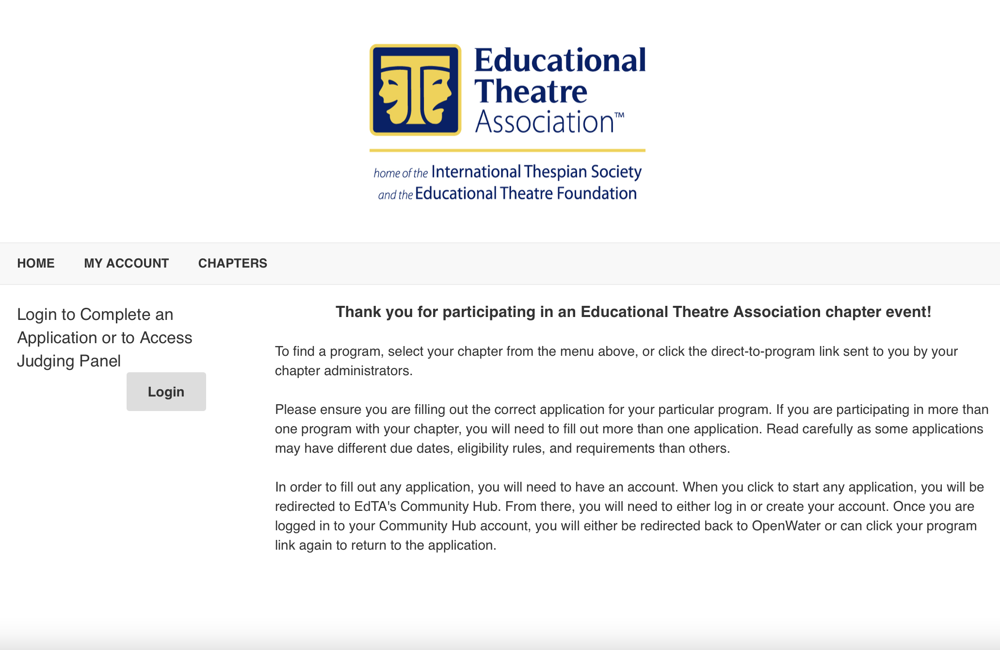 Educational
Theatre
Association™
home of the International Thespian Society
and the Educational Theatre Foundation
HOME MY ACCOUNT CHAPTERS
Login to Complete an
Application or to Access
Judging Panel
Login
Thank you for participating in an Educational Theatre Association chapter event!
To find a program, select your chapter from the menu above, or click the direct-to-program link sent to you by your
chapter administrators.
Please ensure you are filling out the correct application for your particular program. If you are participating in more than
one program with your chapter, you will need to fill out more than one application. Read carefully as some applications
may have different due dates, eligibility rules, and requirements than others.
In order to fill out any application, you will need to have an account. When you click to start any application, you will be
redirected to EdTA's Community Hub. From there, you will need to either log in or create your account. Once you are
logged in to your Community Hub account, you will either be redirected back to OpenWater or can click your program
link again to return to the application.